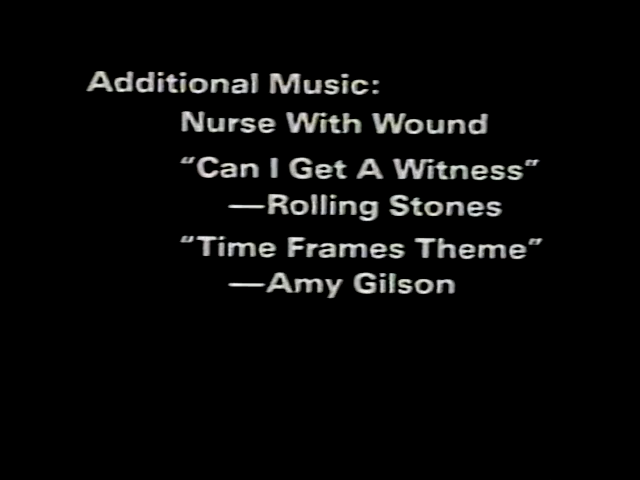 Additional Music:
Nurse With Wound
“Can I Get A Witness”
—Rolling Stones
“Time Frames Theme”
—Amy Gilson